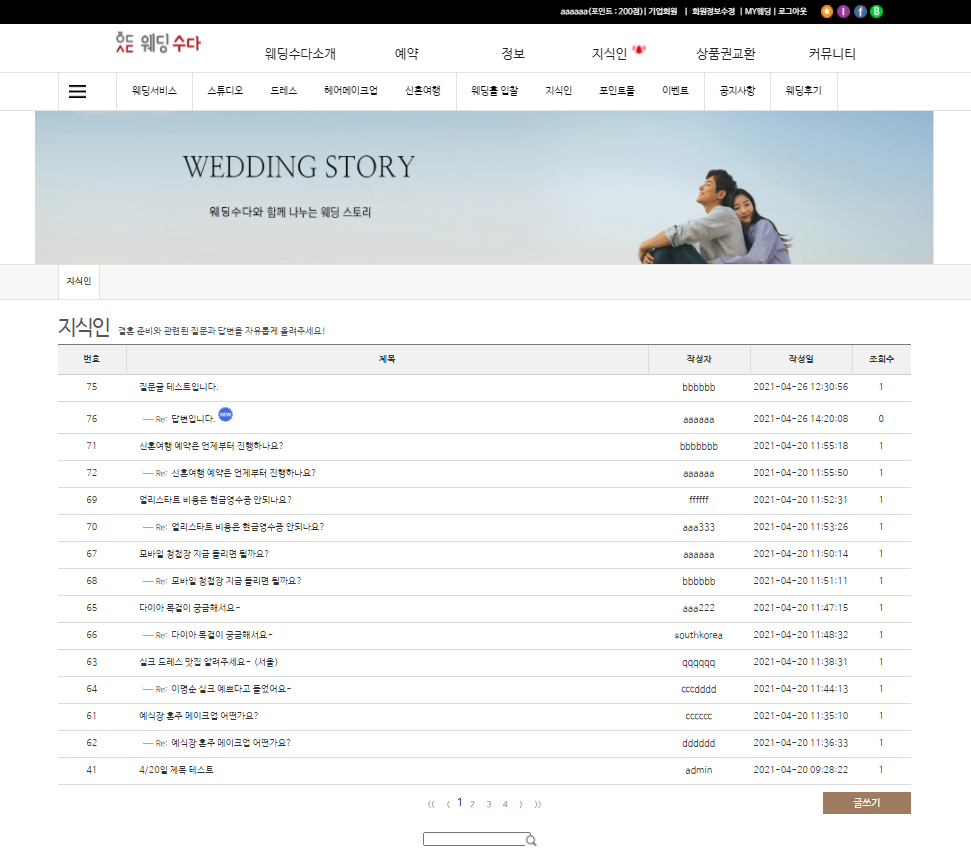 aaaaaa(포인트 : 200점) | 기업회원 | 회원정보수정 | MY웨딩 | 로그아웃
I f B
웨딩 수다
웨딩수다소개 예약 정보 지식인 상품권교환 커뮤니티
웨딩서비스 스튜디오 드레스 헤어메이크업 신혼여행 웨딩홀 입찰 지식인 포인트몰 이벤트 공지사항 웨딩후기
WEDDING STORY
웨딩수다와 함께 나누는 웨딩 스토리
지식인
지식인 결혼 준비와 관련된 질문과 답변을 자유롭게 올려주세요!
번호 제목 작성자 작성일 조회수
75 질문글 테스트입니다. bbbbbb 2021-04-26 12:30:56 1
76 Re: 답변입니다. NEW aaaaaa 2021-04-26 14:20:08 0
71 신혼여행 예약은 언제부터 진행하나요? bbbbbbb 2021-04-20 11:55:18 1
72 Re: 신혼여행 예약은 언제부터 진행하나요? aaaaaa 2021-04-20 11:55:50 1
69 얼리스타트 비용은 현금영수증 안되나요? ffffff 2021-04-20 11:52:31 1
70 Re: 얼리스타트 비용은 현금영수증 안되나요? aaa333 2021-04-20 11:53:26 1
67 모바일 청첩장 지금 돌리면 될까요? aaaaaa 2021-04-20 11:50:14 1
68 Re: 모바일 청첩장 지금 돌리면 될까요? bbbbbb 2021-04-20 11:51:11 1
65 다이아 목걸이 궁금해서요~ aaa222 2021-04-20 11:47:15 1
66 Re: 다이아 목걸이 궁금해서요~ southkorea 2021-04-20 11:48:32 1
63 실크 드레스 맛집 알려주세요~ (서울) qqqqqq 2021-04-20 11:38:31 1
64 Re: 이명순 실크 예쁘다고 들었어요~ cccdddd 2021-04-20 11:44:13 1
61 예식장 혼주 메이크업 어떤가요? cccccc 2021-04-20 11:35:10 1
62 Re: 예식장 혼주 메이크업 어떤가요? dddddd 2021-04-20 11:36:33 1
41 4/20일 제목 테스트 admin 2021-04-20 09:28:22 1
⟨⟨ ⟨ 1 2 3 4 ⟩ ⟩⟩ 글쓰기